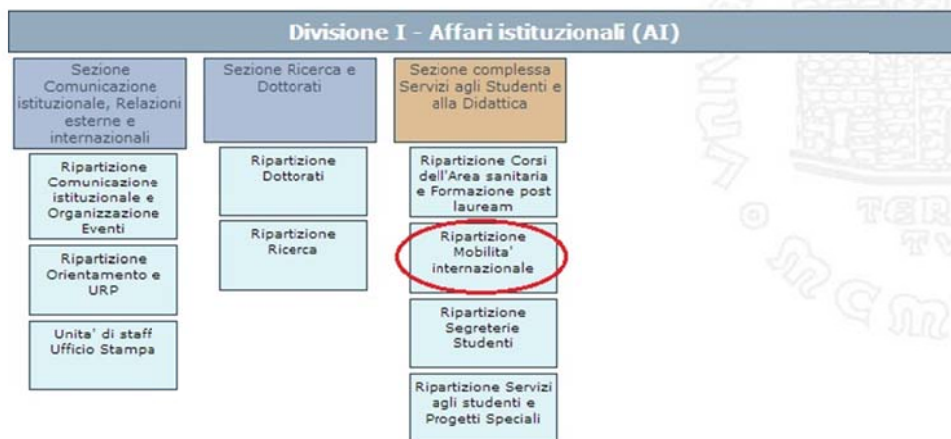 Divisione I - Affari istituzionali (AI)
Sezione
Comunicazione
istituzionale, Relazioni
esterne e
internazionali
Ripartizione
Comunicazione
istituzionale e
Organizzazione
Eventi
Ripartizione
Orientamento e
URP
Unita' di staff
Ufficio Stampa
Sezione Ricerca e
Dottorati
Ripartizione
Dottorati
Ripartizione
Ricerca
Sezione complessa
Servizi agli Studenti e
alla Didattica
Ripartizione Corsi
dell'Area sanitaria
e Formazione post
lauream
Ripartizione
Mobilita'
internazionale
Ripartizione
Segreterie
Studenti
Ripartizione Servizi
agli studenti e
Progetti Speciali